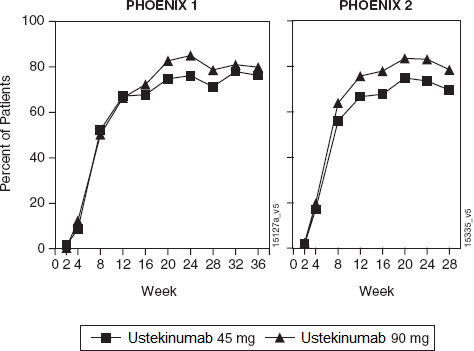 PHOENIX 1 PHOENIX 2
Percent of Patients
100
80
60
40
20
0
0 2 4 8 12 16 20 24 28 32 36
0 2 4 8 12 16 20 24 28
Week Week
15127a_v5
15335_v5
Ustekinumab 45 mg Ustekinumab 90 mg